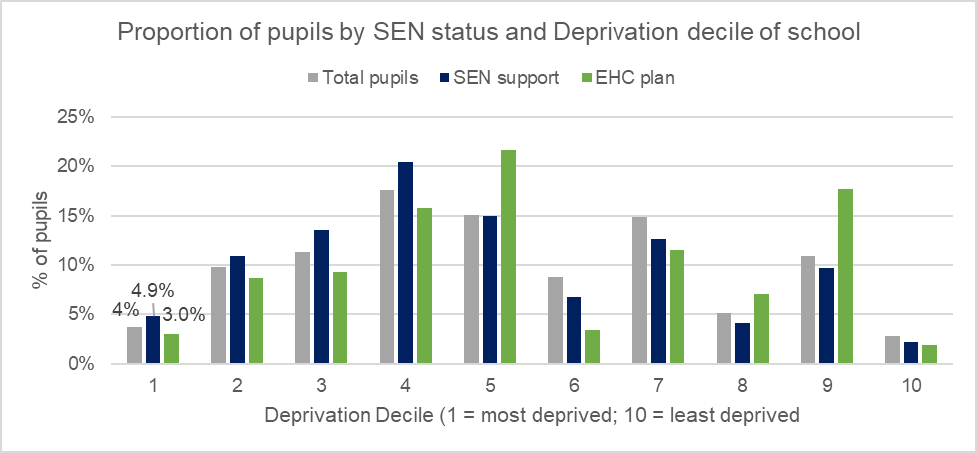 Proportion of pupils by SEN status and Deprivation decile of school
Total pupils SEN support EHC plan
% of pupils
25%
20%
15%
10%
5%
0%
4% 4.9% 3.0%
1 2 3 4 5 6 7 8 9 10
Deprivation Decile (1 = most deprived; 10 = least deprived